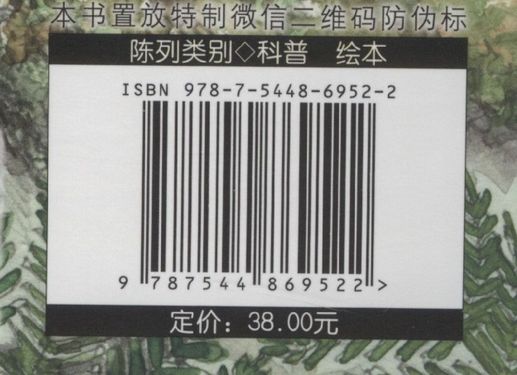 本书置放特制微信二维码防伪标
陈列类别◇科普 绘本
ISBN 978-7-5448-6952-2
9 787544 869522 >
定价：38.00元